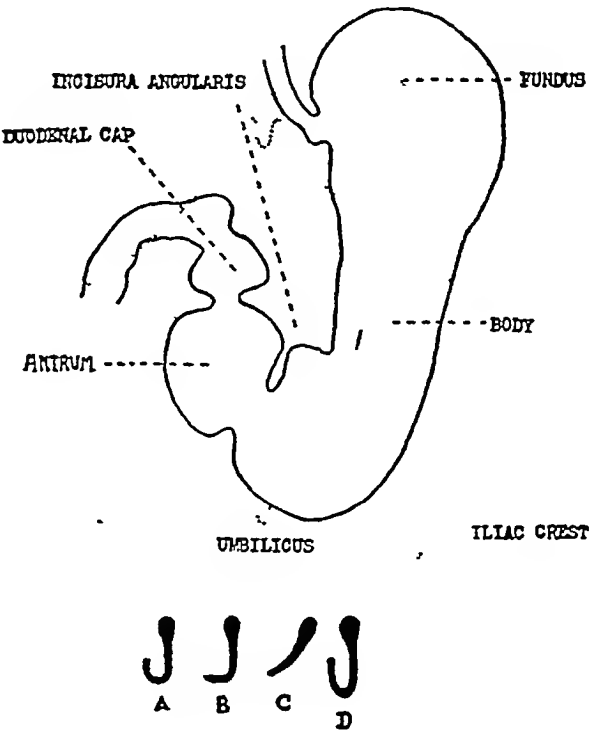 INCISURA ANGULARIS
FUNDUS
DUODENAL CAP
BODY
ANTRUM
UMBILICUS
ILIAC CREST
A B C D